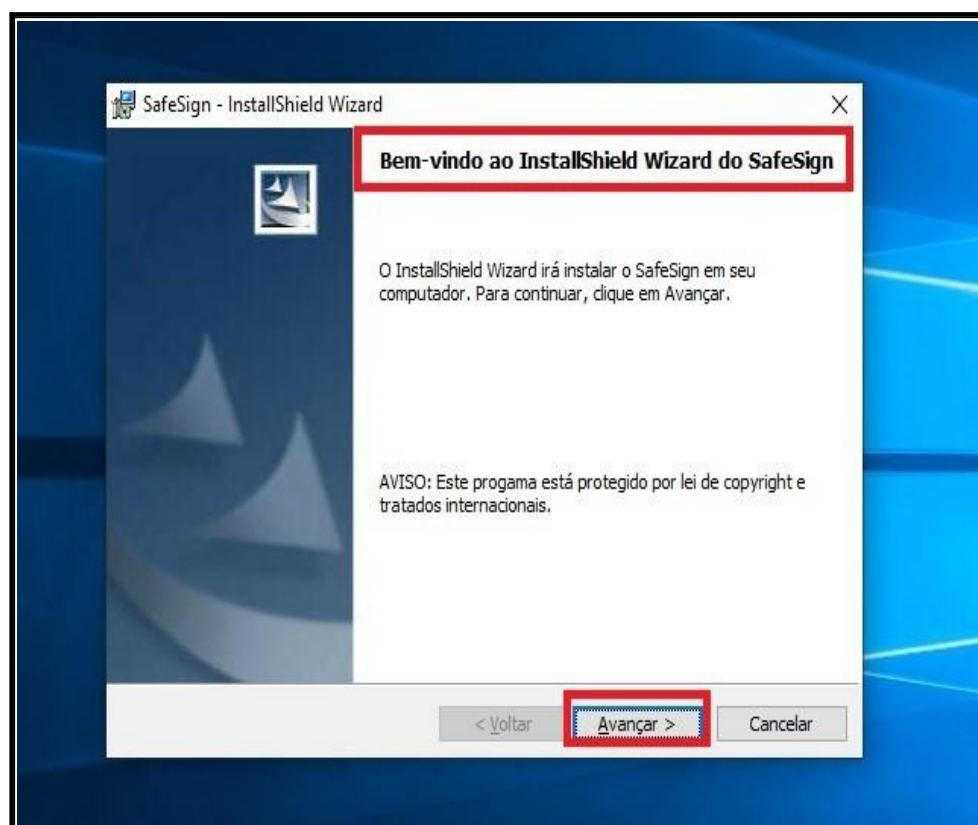 SafeSign - InstallShield Wizard
Bem-vindo ao InstallShield Wizard do SafeSign
O InstallShield Wizard irá instalar o SafeSign em seu
computador. Para continuar, clique em Avançar.
AVISO: Este progama está protegido por lei de copyright e
tratados internacionais.
< Voltar Avançar > Cancelar